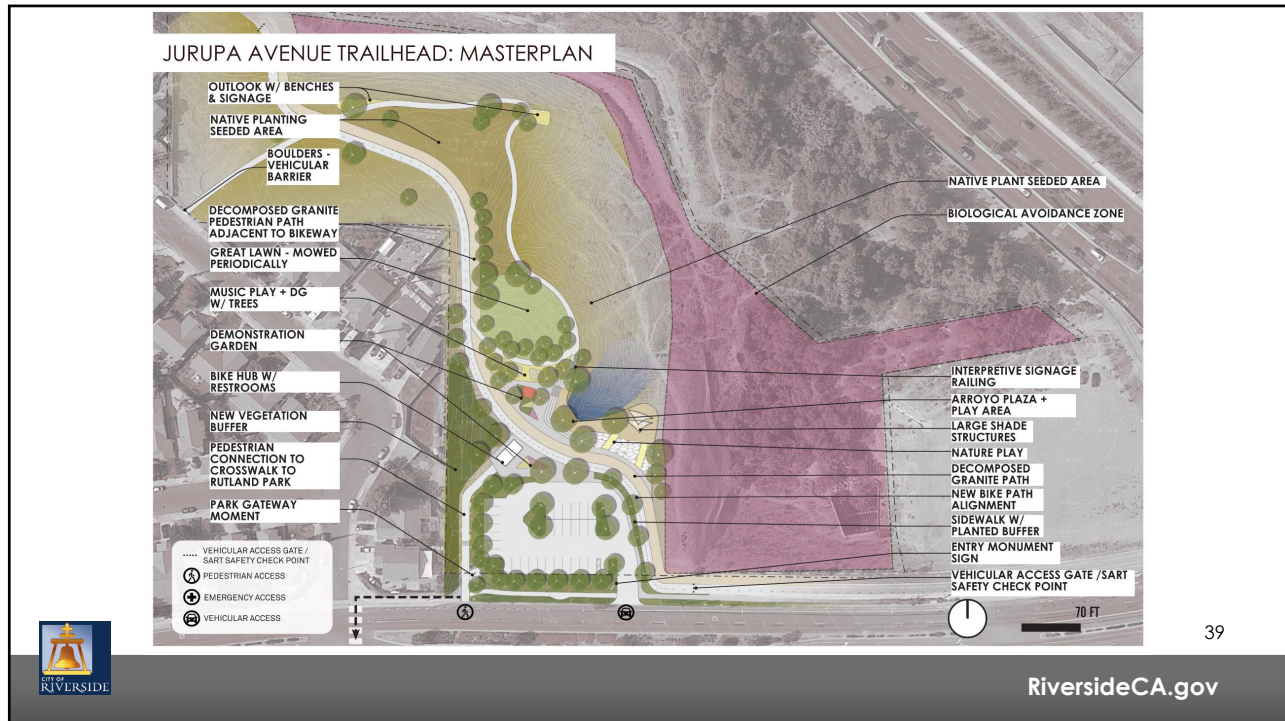 JURUPA AVENUE TRAILHEAD: MASTERPLAN
OUTLOOK W/ BENCHES
& SIGNAGE
NATIVE PLANTING
SEEDED AREA
BOULDERS -
VEHICULAR
BARRIER
DECOMPOSED GRANITE
PEDESTRIAN PATH
ADJACENT TO BIKEWAY
GREAT LAWN - MOWED
PERIODICALLY
MUSIC PLAY + DG
W/ TREES
DEMONSTRATION
GARDEN
BIKE HUB W/
RESTROOMS
NEW VEGETATION
BUFFER
PEDESTRIAN
CONNECTION TO
CROSSWALK TO
RUTLAND PARK
PARK GATEWAY
MOMENT
VEHICULAR ACCESS GATE /
SART SAFETY CHECK POINT
PEDESTRIAN ACCESS
EMERGENCY ACCESS
VEHICULAR ACCESS
NATIVE PLANT SEEDED AREA
BIOLOGICAL AVOIDANCE ZONE
INTERPRETIVE SIGNAGE
RAILING
ARROYO PLAZA +
PLAY AREA
LARGE SHADE
STRUCTURES
NATURE PLAY
DECOMPOSED
GRANITE PATH
NEW BIKE PATH
ALIGNMENT
SIDEWALK W/
PLANTED BUFFER
ENTRY MONUMENT
SIGN
VEHICULAR ACCESS GATE /SART
SAFETY CHECK POINT
70 FT
39
CITY OF
RIVERSIDE
RiversideCA.gov